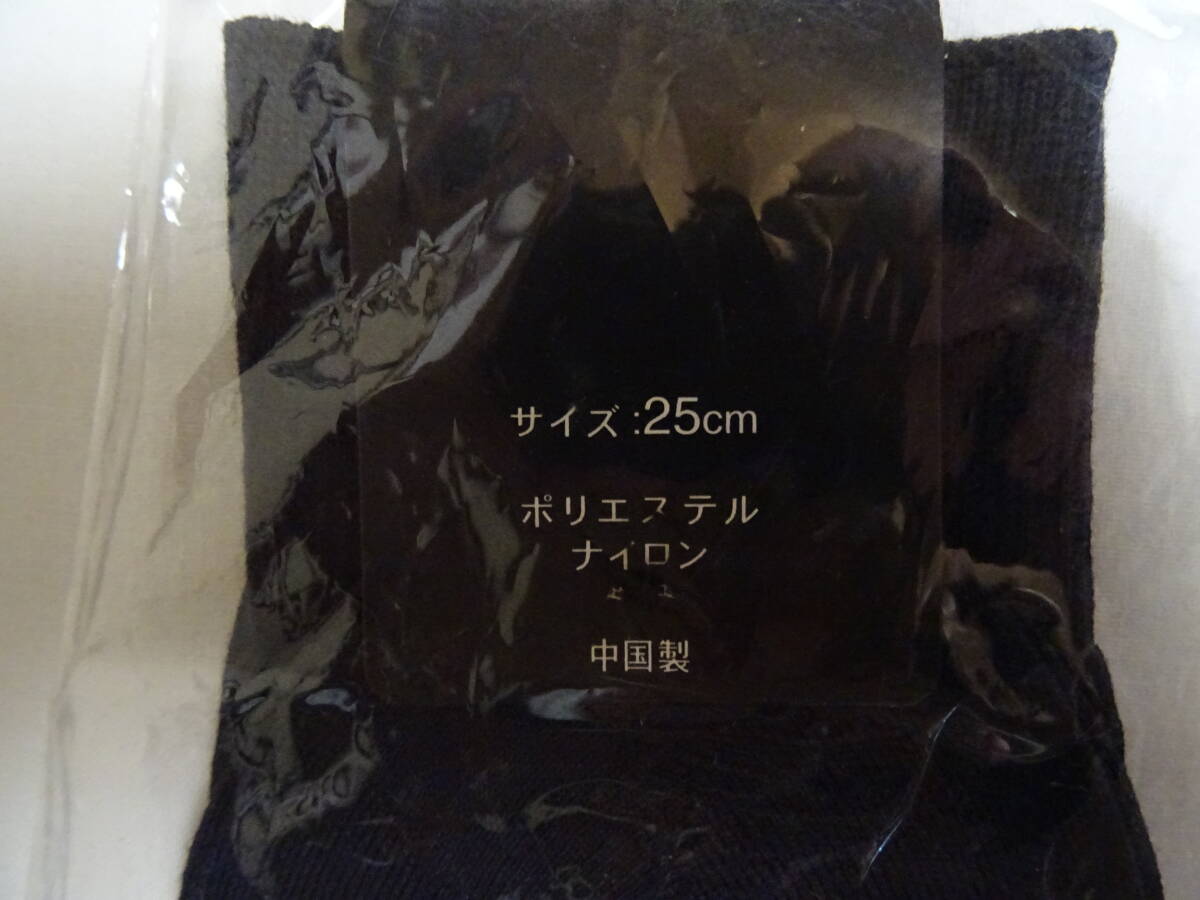 サイズ:25cm
ポリエステル
ナイロン
中国製